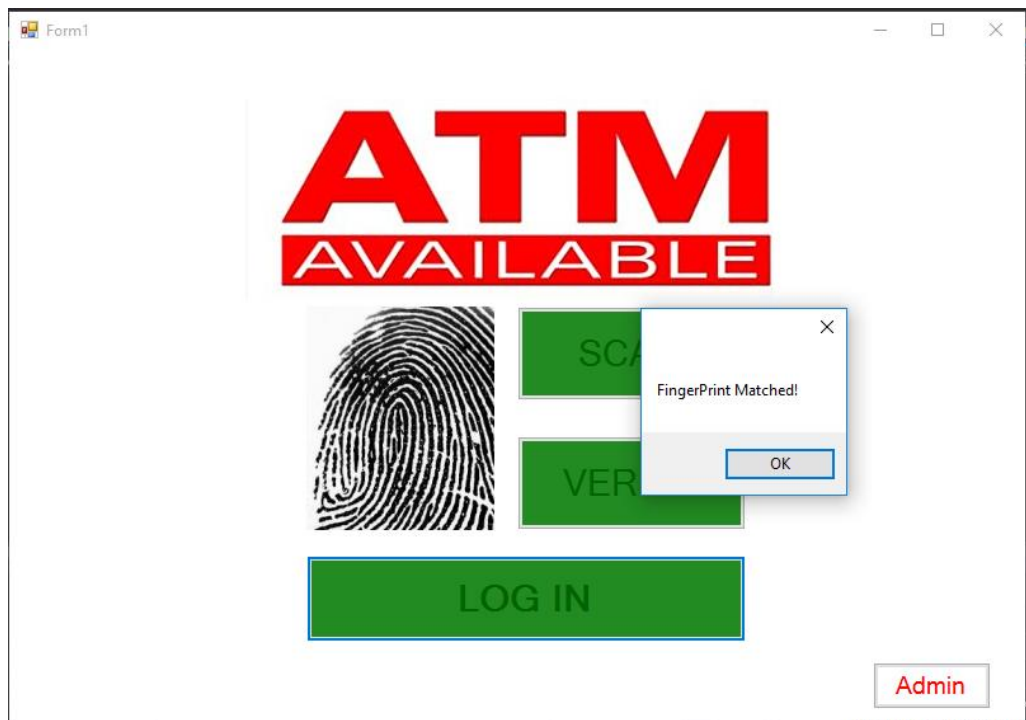 Form1
ATM
AVAILABLE
FingerPrint Matched!
OK
LOG IN
Admin